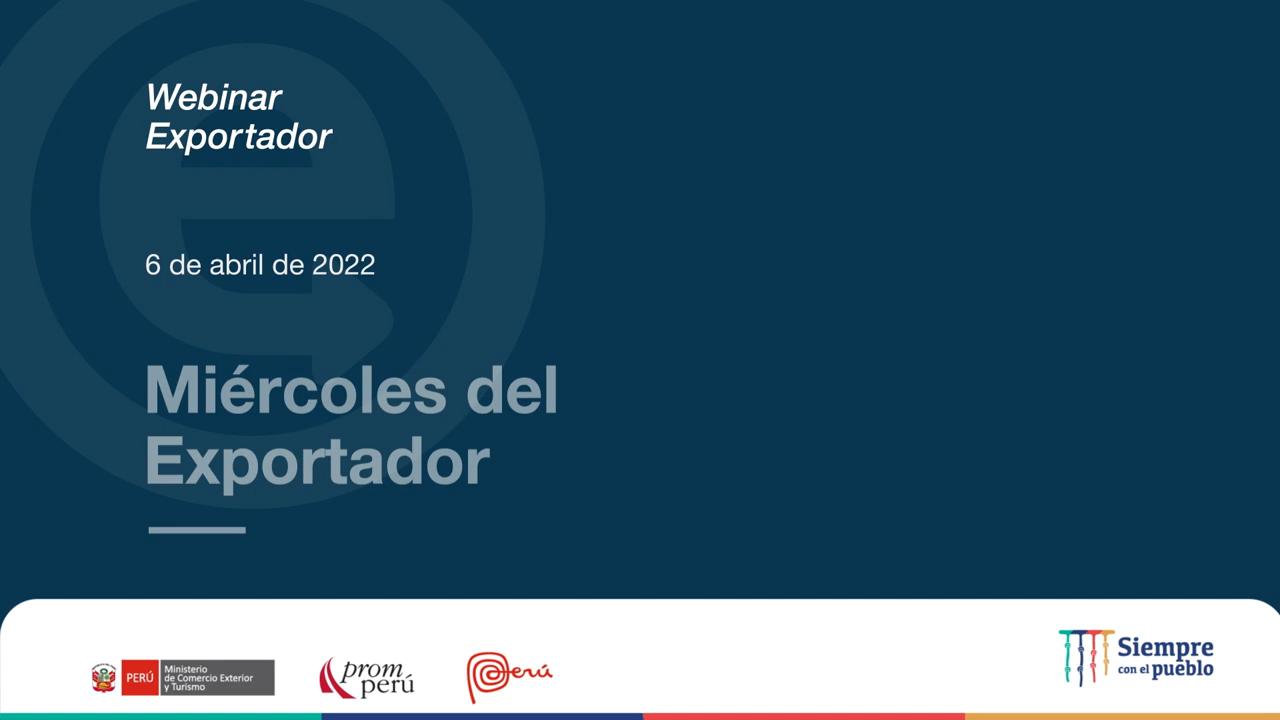 Webinar
Exportador
6 de abril de 2022
Miércoles del
Exportador
PERÚ
Ministerio
de Comercio Exterior
y Turismo
prom
perú
Perú
Siempre
con el pueblo